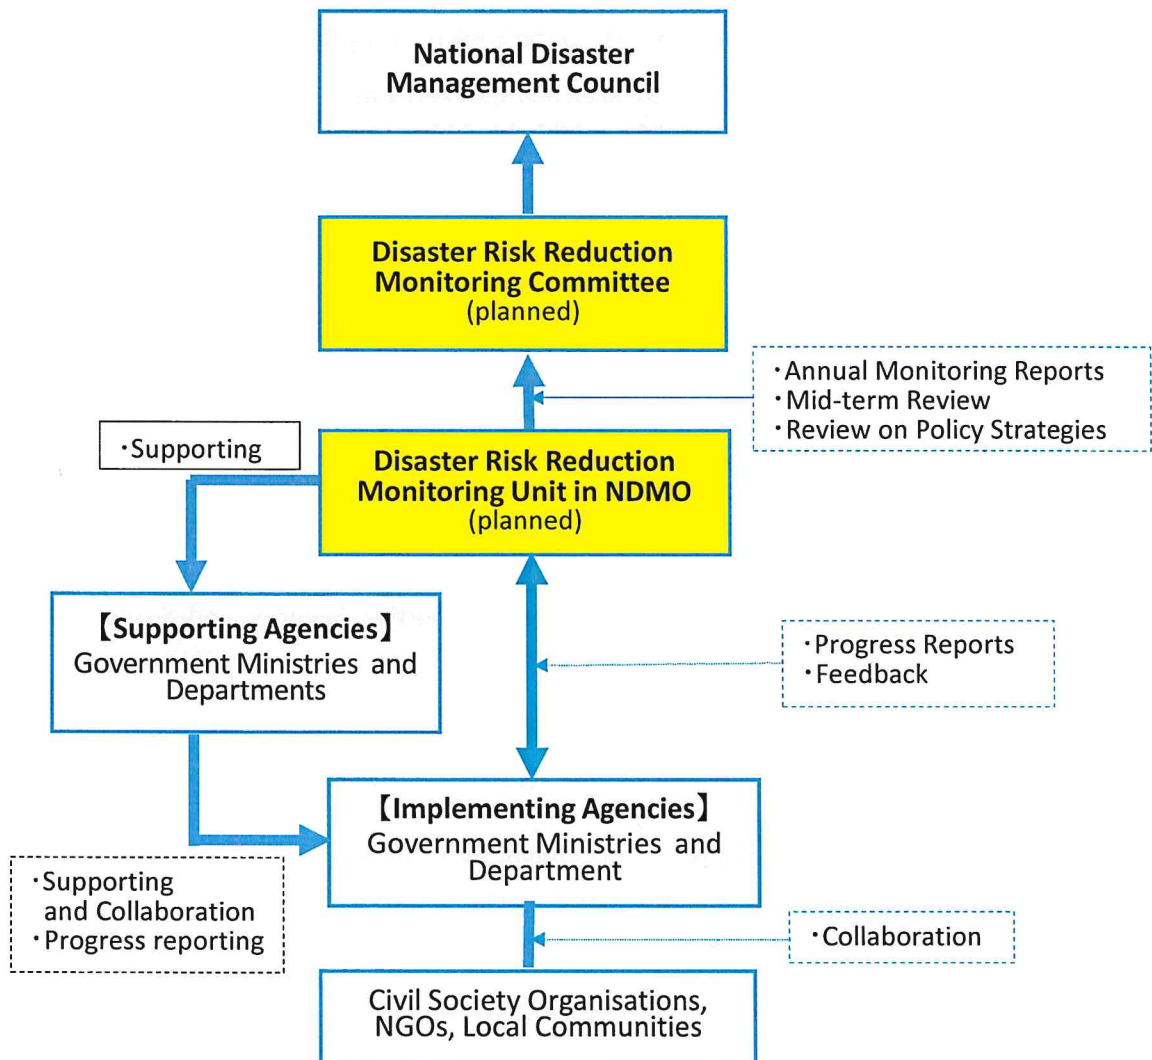 National Disaster
Management Council
Disaster Risk Reduction
Monitoring Committee
(planned)
・Annual Monitoring Reports
・Mid-term Review
・Review on Policy Strategies
・Supporting
Disaster Risk Reduction
Monitoring Unit in NDMO
(planned)
【Supporting Agencies】
Government Ministries and
Departments
・Progress Reports
・Feedback
【Implementing Agencies】
Government Ministries and
Department
・Supporting
and Collaboration
・Progress reporting
・Collaboration
Civil Society Organisations,
NGOs, Local Communities